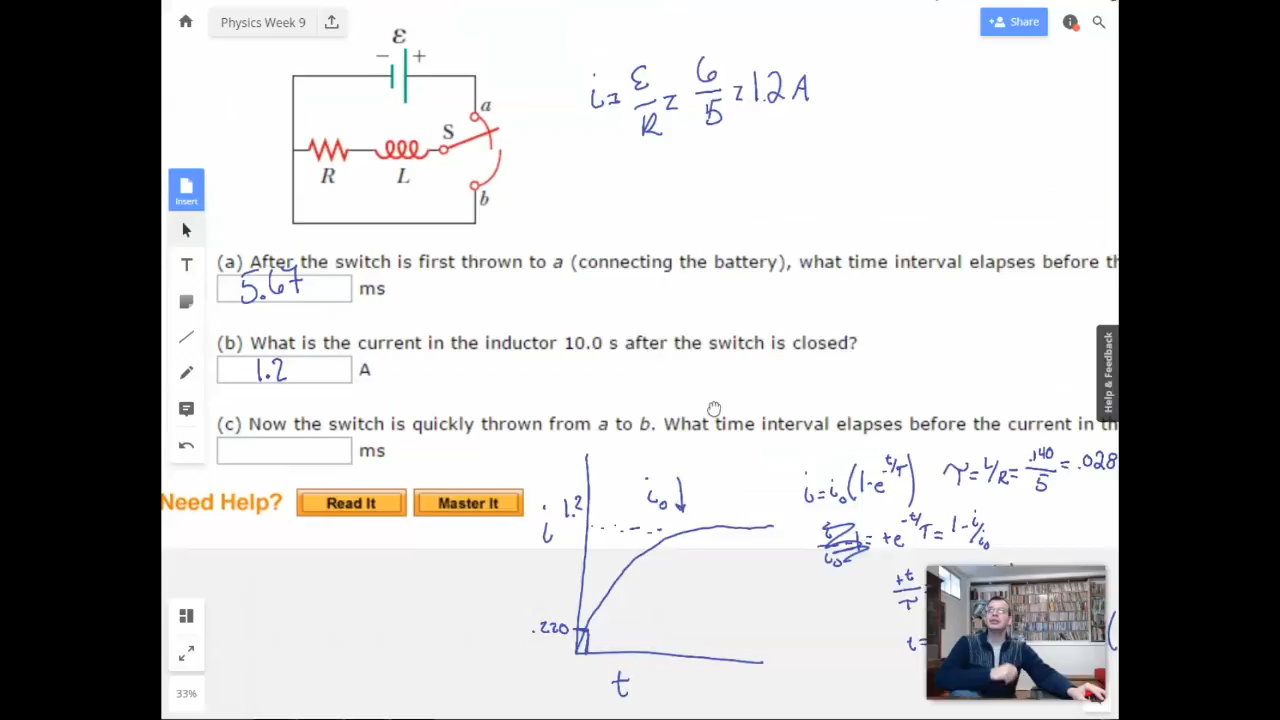 Physics Week 9
Share
ε
− +
i = ε/R = 6/5 = 1.2 A
a
S
R
L
b
Insert
(a) After the switch is first thrown to a (connecting the battery), what time interval elapses before th
5.67 ms
(b) What is the current in the inductor 10.0 s after the switch is closed?
1.2 A
Help & Feedback
(c) Now the switch is quickly thrown from a to b. What time interval elapses before the current in th
ms
i = i₀(1-e^-t/τ) τ = L/R = .140/5 = .028
Need Help? Read It Master It
i 1.2 i₀
+e^-t/τ = 1 - i/i₀
+t/τ =
.220
t =
t
33%